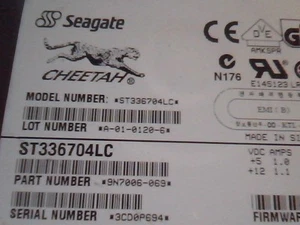 Seagate
CHEETAH
N176
MODEL NUMBER: *ST336704LC*
LOT NUMBER *A-01-0120-6*
MADE IN
ST336704LC
VDC AMPS
+5 1.0
+12 1.1
PART NUMBER *9N7006-069*
SERIAL NUMBER *3CD0P694*
FIRMWAR